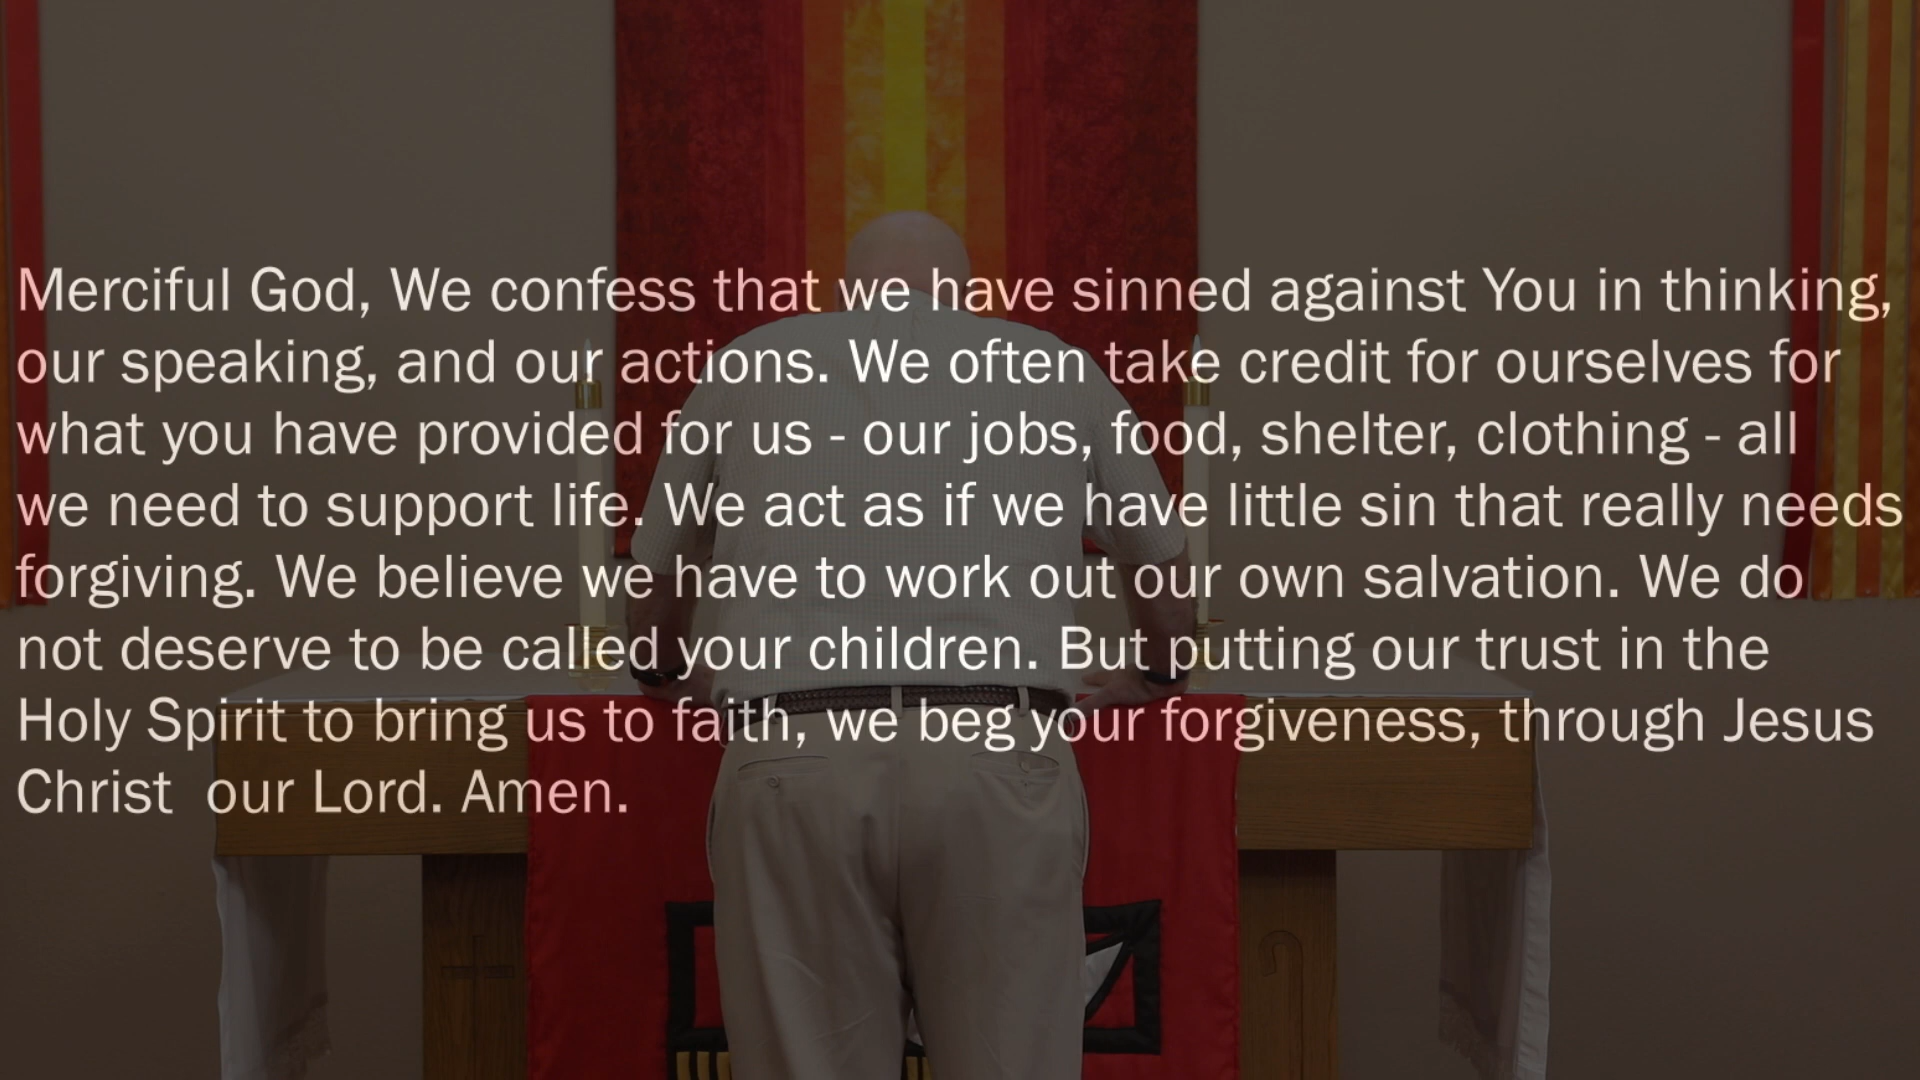 Merciful God, We confess that we have sinned against You in thinking,
our speaking, and our actions. We often take credit for ourselves for
what you have provided for us - our jobs, food, shelter, clothing - all
we need to support life. We act as if we have little sin that really needs
forgiving. We believe we have to work out our own salvation. We do
not deserve to be called your children. But putting our trust in the
Holy Spirit to bring us to faith, we beg your forgiveness, through Jesus
Christ  our Lord. Amen.